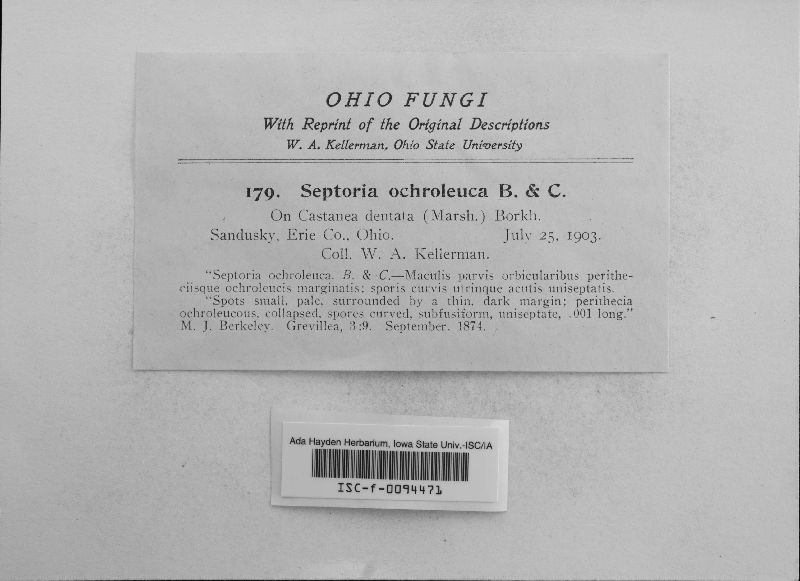 OHIO FUNGI
With Reprint of the Original Descriptions
W. A. Kellerman, Ohio State University
179. Septoria ochroleuca B. & C.
On Castanea dentata (Marsh.) Borkh.
Sandusky, Erie Co., Ohio. July 25, 1903.
Coll. W. A. Kellerman.
"Septoria ochroleuca. B. & C.—Maculis parvis orbicularibus perithe-
ciisque ochroleucis marginatis; sporis curvis utrinque acutis uniseptatis.
"Spots small, pale, surrounded by a thin, dark margin; perithecia
ochroleucous, collapsed, spores curved, subfusiform, uniseptate, .001 long."
M. J. Berkeley. Grevillea, 3:9. September, 1874.
Ada Hayden Herbarium, Iowa State Univ.-ISC/IA
ISC-f-0094471